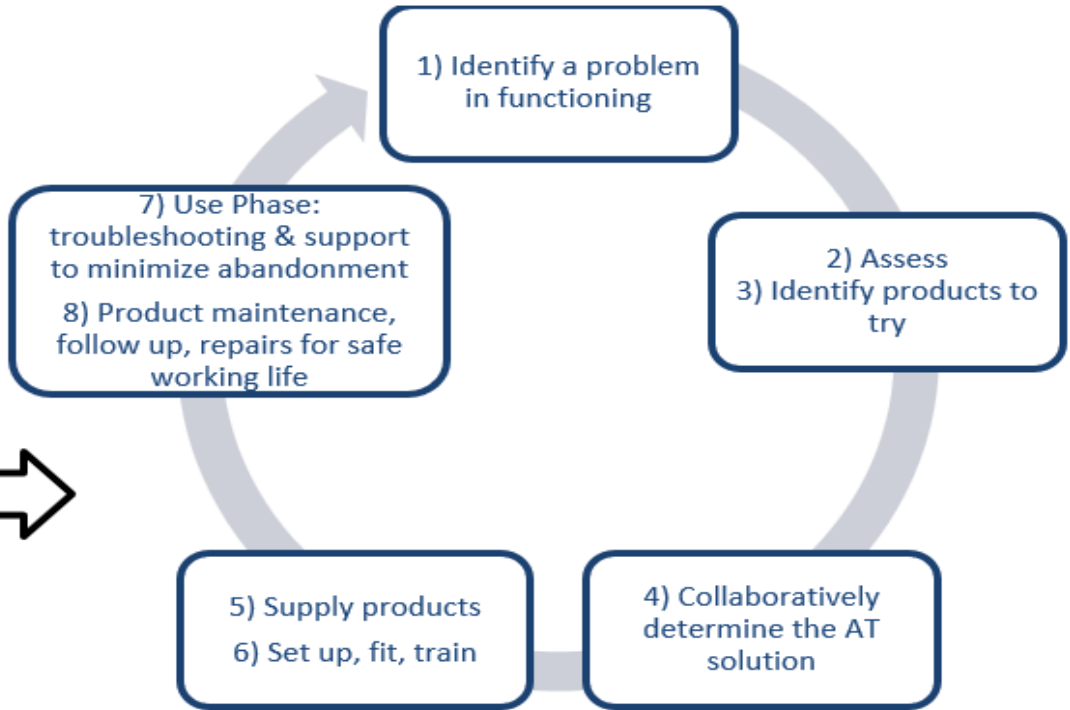 1) Identify a problem
in functioning
2) Assess
3) Identify products to
try
4) Collaboratively
determine the AT
solution
5) Supply products
6) Set up, fit, train
7) Use Phase:
troubleshooting & support
to minimize abandonment
8) Product maintenance,
follow up, repairs for safe
working life